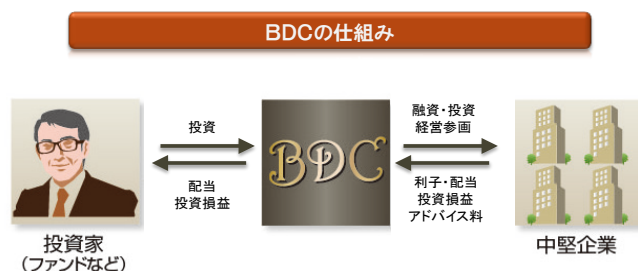 BDCの仕組み
投資
配当
投資損益
BDC
融資・投資
経営参画
利子・配当
投資損益
アドバイス料
投資家
(ファンドなど)
中堅企業